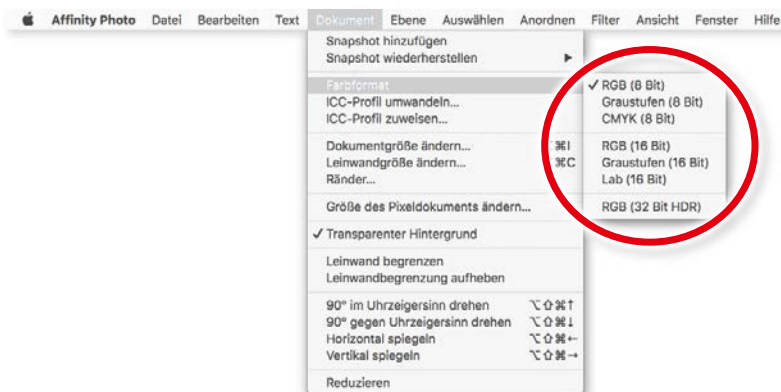 Affinity Photo Datei Bearbeiten Text Dokument Ebene Auswählen Anordnen Filter Ansicht Fenster Hilfe
Snapshot hinzufügen
Snapshot wiederherstellen ▶
Farbformat
ICC-Profil umwandeln...
ICC-Profil zuweisen...
Dokumentgröße ändern... ⌘I
Leinwandgröße ändern... ⌘C
Ränder...
Größe des Pixeldokuments ändern...
✓ Transparenter Hintergrund
Leinwand begrenzen
Leinwandbegrenzung aufheben
90° im Uhrzeigersinn drehen ⌥⇧⌘↑
90° gegen Uhrzeigersinn drehen ⌥⇧⌘↓
Horizontal spiegeln ⌥⇧⌘←
Vertikal spiegeln ⌥⇧⌘→
Reduzieren
✓ RGB (8 Bit)
Graustufen (8 Bit)
CMYK (8 Bit)
RGB (16 Bit)
Graustufen (16 Bit)
Lab (16 Bit)
RGB (32 Bit HDR)